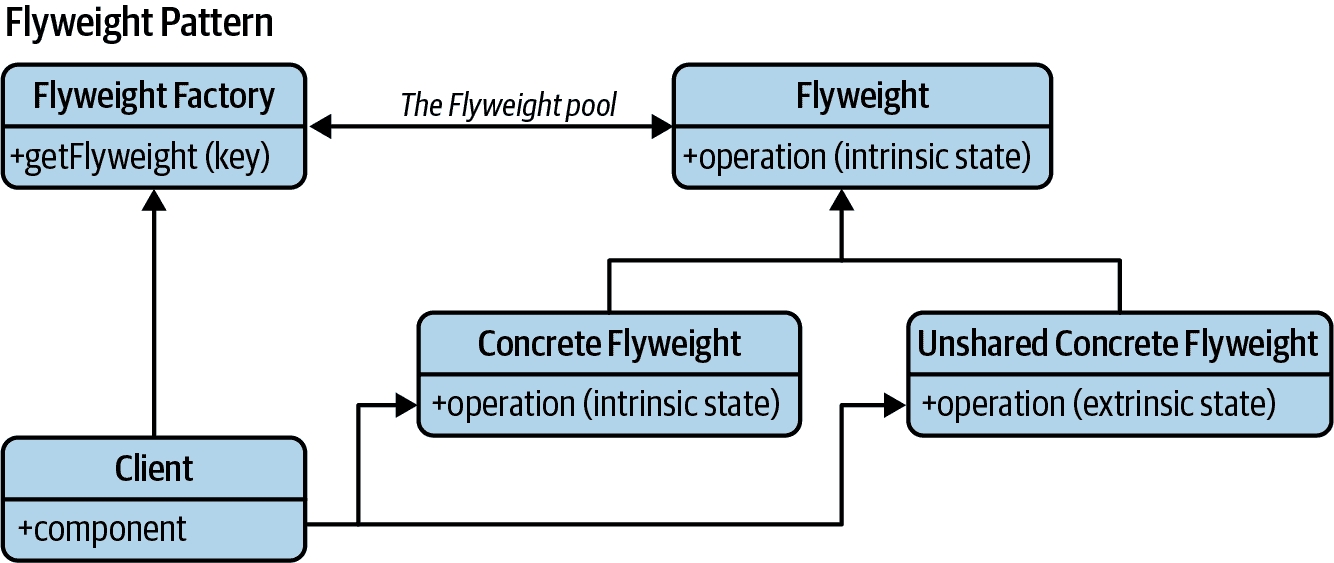 Flyweight Pattern
Flyweight Factory
+getFlyweight (key)
The Flyweight pool
Flyweight
+operation (intrinsic state)
Concrete Flyweight
+operation (intrinsic state)
Unshared Concrete Flyweight
+operation (extrinsic state)
Client
+component